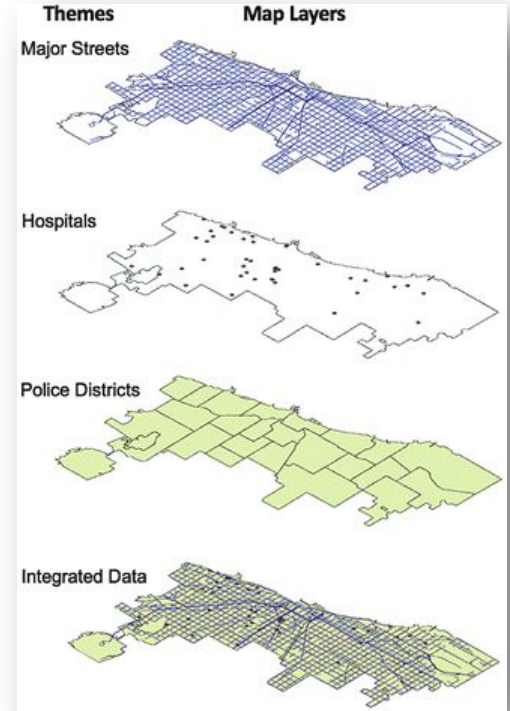 Themes Map Layers
Major Streets
Hospitals
Police Districts
Integrated Data